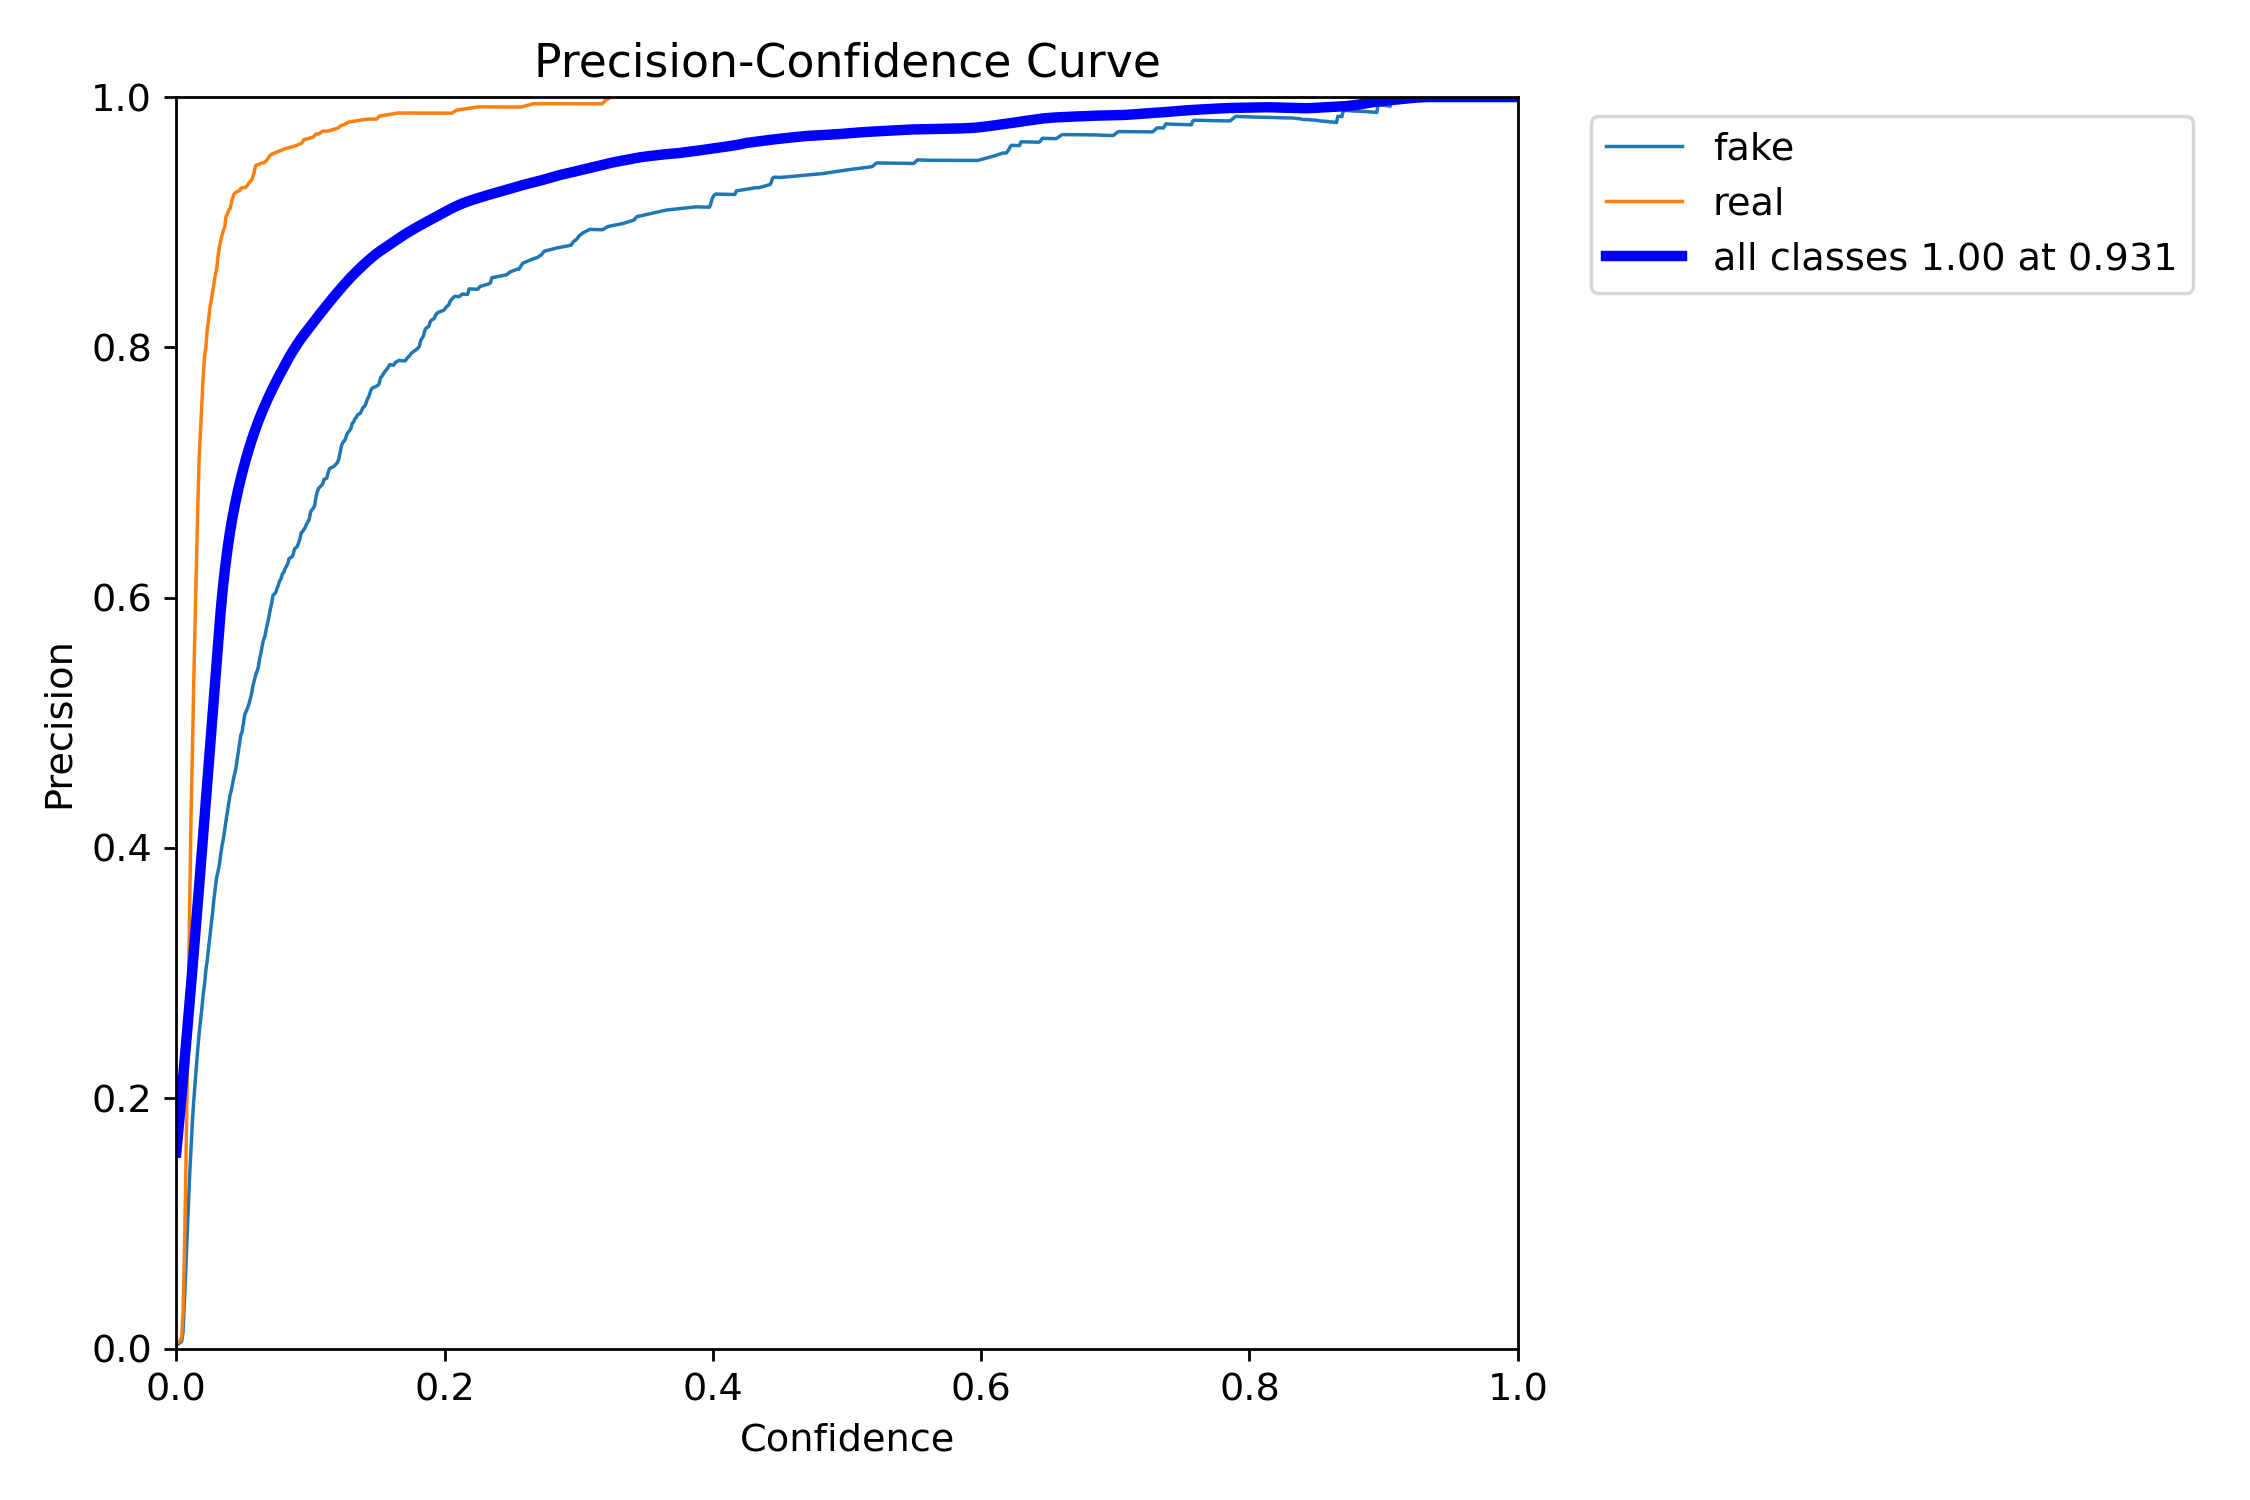 Precision-Confidence Curve
1.0
0.8
0.6
0.4
0.2
0.0
Precision
0.0 0.2 0.4 0.6 0.8 1.0
Confidence
fake
real
all classes 1.00 at 0.931